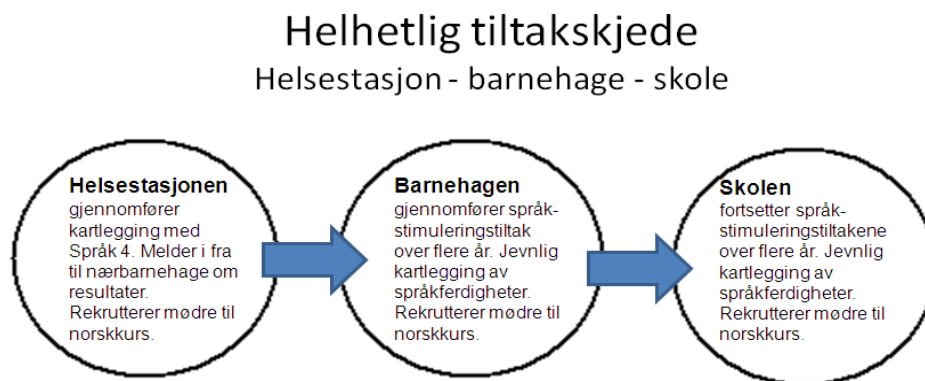 Helhetlig tiltakskjede
Helsestasjon - barnehage - skole
Helsestasjonen
gjennomfører
kartlegging med
Språk 4. Melder i fra
til nærbarnehage om
resultater.
Rekrutterer mødre til
norskkurs.
Barnehagen
gjennomfører språk-
stimuleringstiltak
over flere år. Jevnlig
kartlegging av
språkferdigheter.
Rekrutterer mødre til
norskkurs.
Skolen
fortsetter språk-
stimuleringstiltakene
over flere år. Jevnlig
kartlegging av
språkferdigheter.
Rekrutterer mødre til
norskkurs.